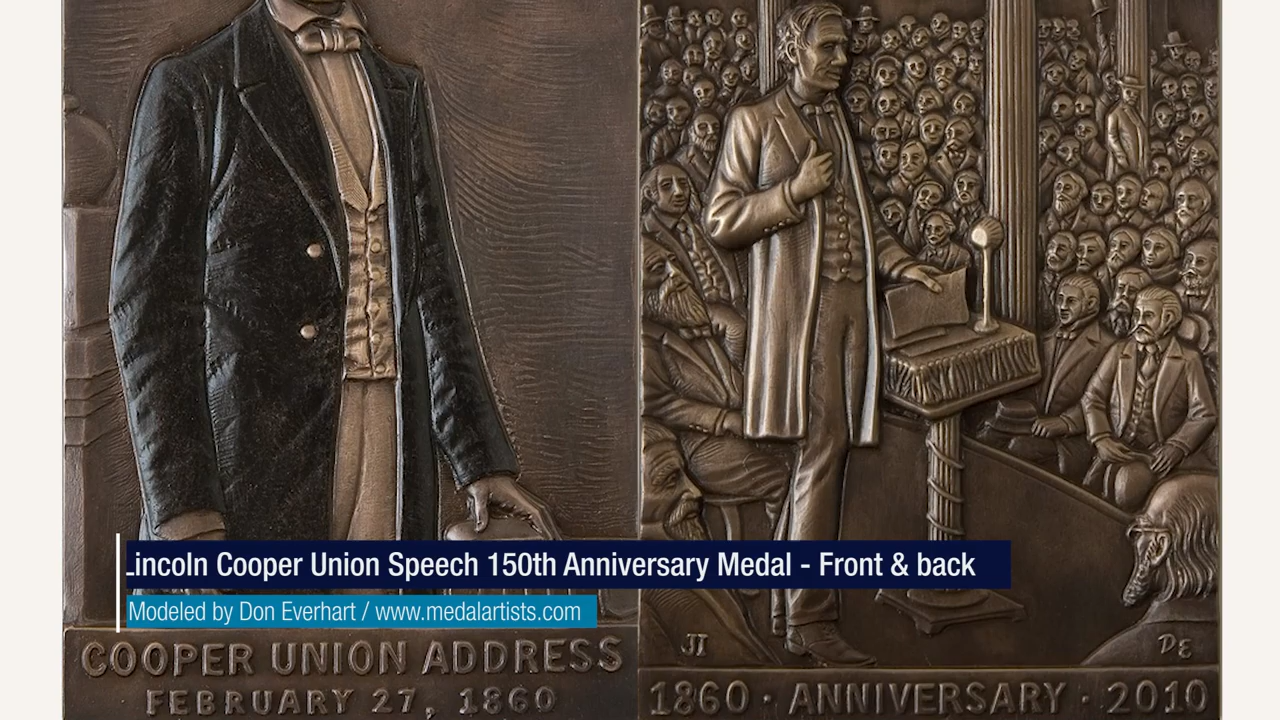 Lincoln Cooper Union Speech 150th Anniversary Medal - Front & back
Modeled by Don Everhart / www.medalartists.com
COOPER UNION ADDRESS
FEBRUARY 27, 1860
JI
DE
1860 · ANNIVERSARY · 2010